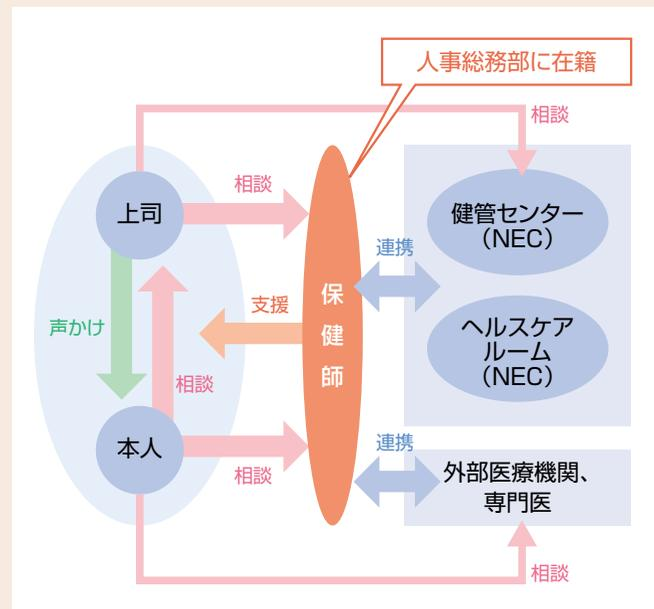 人事総務部に在籍
相談
上司
相談
健管センター
（NEC）
連携
保
健
師
支援
声かけ
ヘルスケア
ルーム
（NEC）
相談
本人
相談
連携
外部医療機関、
専門医
相談